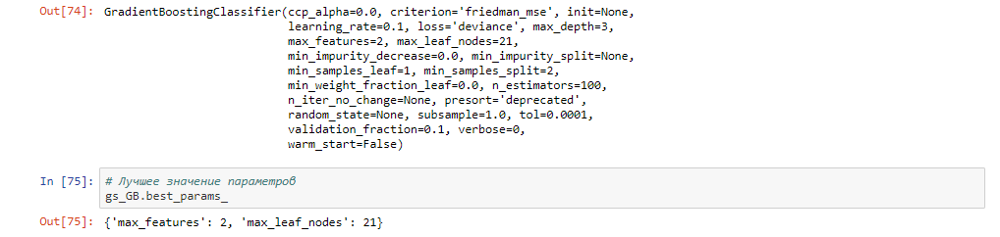 Out[74]: GradientBoostingClassifier(ccp_alpha=0.0, criterion='friedman_mse', init=None,
learning_rate=0.1, loss='deviance', max_depth=3,
max_features=2, max_leaf_nodes=21,
min_impurity_decrease=0.0, min_impurity_split=None,
min_samples_leaf=1, min_samples_split=2,
min_weight_fraction_leaf=0.0, n_estimators=100,
n_iter_no_change=None, presort='deprecated',
random_state=None, subsample=1.0, tol=0.0001,
validation_fraction=0.1, verbose=0,
warm_start=False)
In [75]: # Лучшее значение параметров
gs_GB.best_params_
Out[75]: {'max_features': 2, 'max_leaf_nodes': 21}